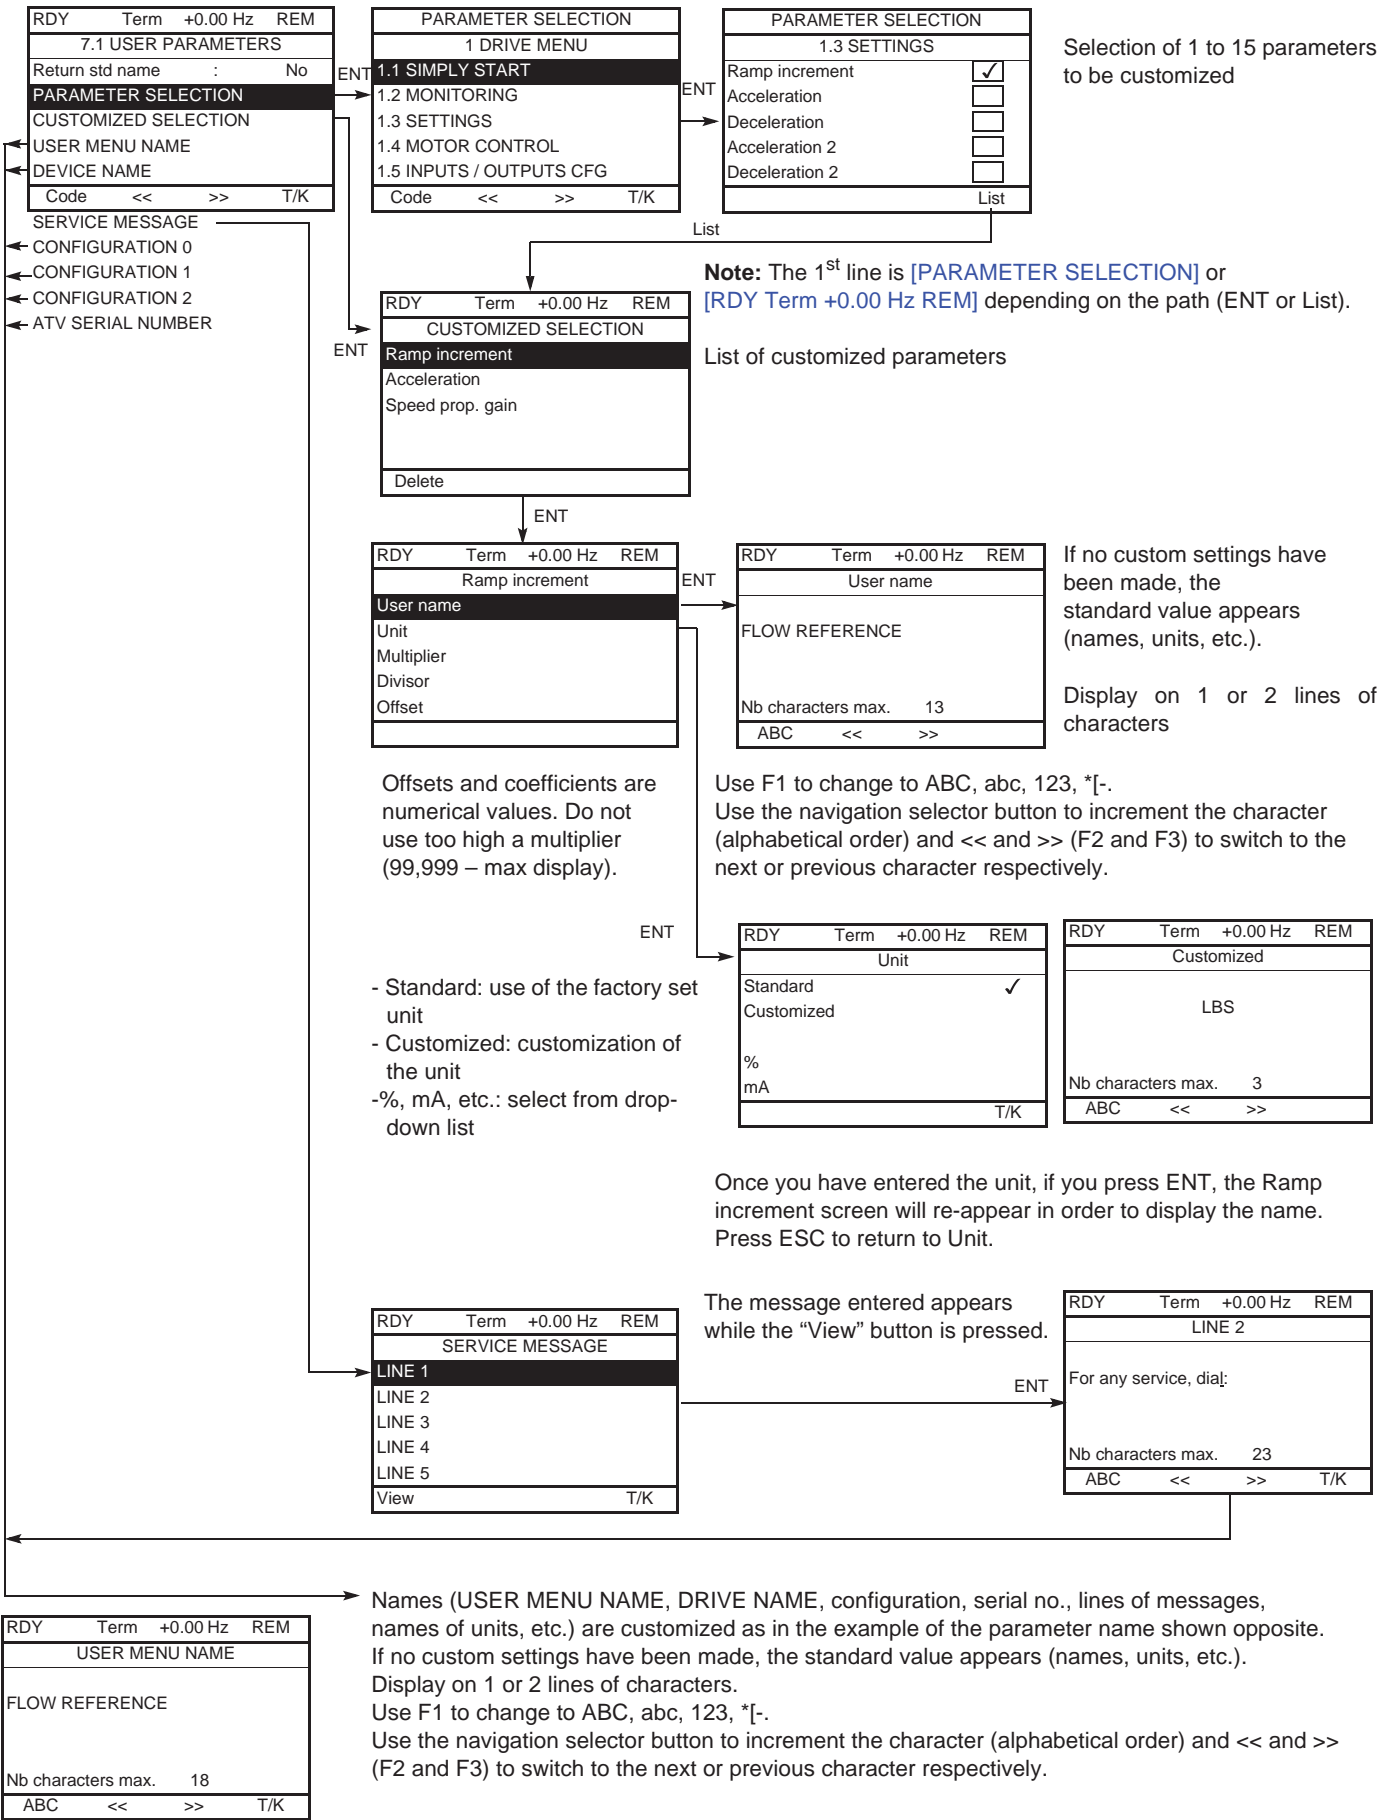 RDY Term +0.00 Hz REM
7.1 USER PARAMETERS
Return std name : No
PARAMETER SELECTION
CUSTOMIZED SELECTION
USER MENU NAME
DEVICE NAME
Code << >> T/K
SERVICE MESSAGE
CONFIGURATION 0
CONFIGURATION 1
CONFIGURATION 2
ATV SERIAL NUMBER
ENT
PARAMETER SELECTION
1 DRIVE MENU
1.1 SIMPLY START
1.2 MONITORING
1.3 SETTINGS
1.4 MOTOR CONTROL
1.5 INPUTS / OUTPUTS CFG
Code << >> T/K
ENT
PARAMETER SELECTION
1.3 SETTINGS
Ramp increment ✓
Acceleration
Deceleration
Acceleration 2
Deceleration 2
List
Selection of 1 to 15 parameters
to be customized
List
Note: The 1st line is [PARAMETER SELECTION] or
[RDY Term +0.00 Hz REM] depending on the path (ENT or List).
ENT
RDY Term +0.00 Hz REM
CUSTOMIZED SELECTION
Ramp increment
Acceleration
Speed prop. gain
Delete
List of customized parameters
ENT
RDY Term +0.00 Hz REM
Ramp increment
User name
Unit
Multiplier
Divisor
Offset
ENT
RDY Term +0.00 Hz REM
User name
FLOW REFERENCE
Nb characters max. 13
ABC << >>
If no custom settings have
been made, the
standard value appears
(names, units, etc.).
Display on 1 or 2 lines of
characters
Offsets and coefficients are
numerical values. Do not
use too high a multiplier
(99,999 – max display).
Use F1 to change to ABC, abc, 123, *[-.
Use the navigation selector button to increment the character
(alphabetical order) and << and >> (F2 and F3) to switch to the
next or previous character respectively.
ENT
- Standard: use of the factory set
unit
- Customized: customization of
the unit
-%, mA, etc.: select from drop-
down list
RDY Term +0.00 Hz REM
Unit
Standard ✓
Customized
%
mA
T/K
RDY Term +0.00 Hz REM
Customized
LBS
Nb characters max. 3
ABC << >>
Once you have entered the unit, if you press ENT, the Ramp
increment screen will re-appear in order to display the name.
Press ESC to return to Unit.
RDY Term +0.00 Hz REM
SERVICE MESSAGE
LINE 1
LINE 2
LINE 3
LINE 4
LINE 5
View T/K
The message entered appears
while the “View” button is pressed.
ENT
RDY Term +0.00 Hz REM
LINE 2
For any service, dial:
Nb characters max. 23
ABC << >> T/K
Names (USER MENU NAME, DRIVE NAME, configuration, serial no., lines of messages,
names of units, etc.) are customized as in the example of the parameter name shown opposite.
If no custom settings have been made, the standard value appears (names, units, etc.).
Display on 1 or 2 lines of characters.
Use F1 to change to ABC, abc, 123, *[-.
Use the navigation selector button to increment the character (alphabetical order) and << and >>
(F2 and F3) to switch to the next or previous character respectively.
RDY Term +0.00 Hz REM
USER MENU NAME
FLOW REFERENCE
Nb characters max. 18
ABC << >> T/K